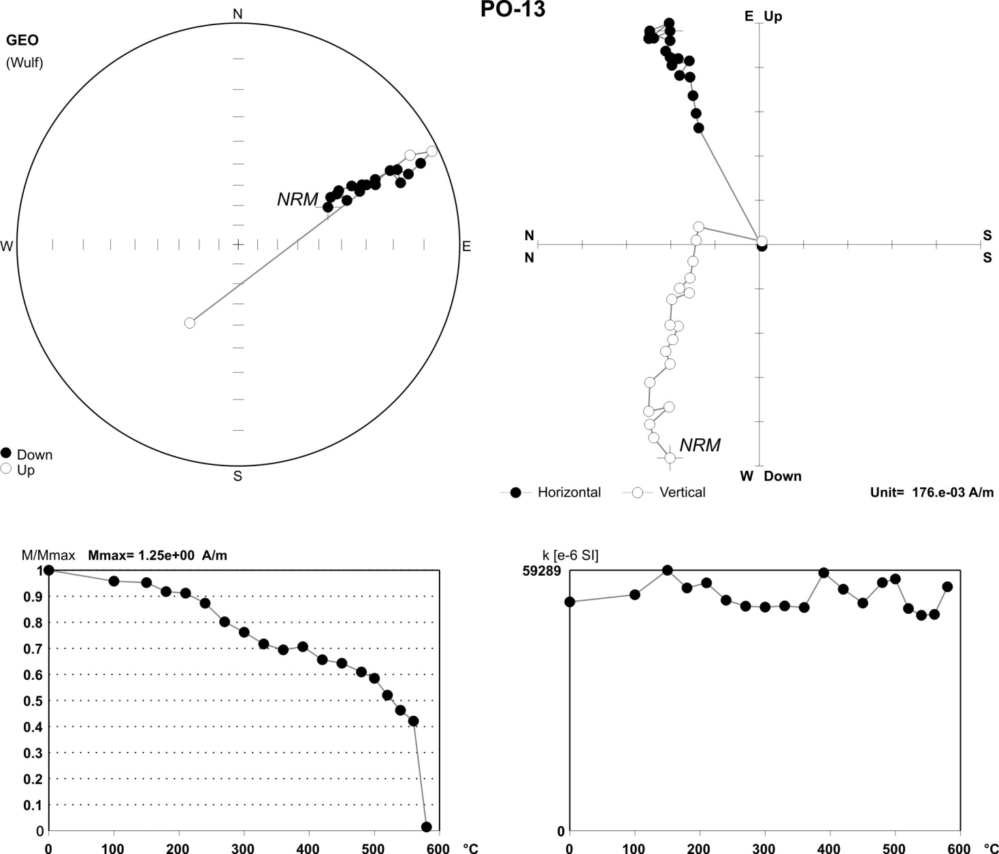 PO-13
GEO
(Wulf)
N
W
E
S
NRM
Down
Up
E Up
N
S
N
S
NRM
W Down
Horizontal
Vertical
Unit= 176.e-03 A/m
M/Mmax Mmax= 1.25e+00 A/m
1
0.9
0.8
0.7
0.6
0.5
0.4
0.3
0.2
0.1
0
0 100 200 300 400 500 600 °C
k [e-6 SI]
59289
0
0 100 200 300 400 500 600 °C